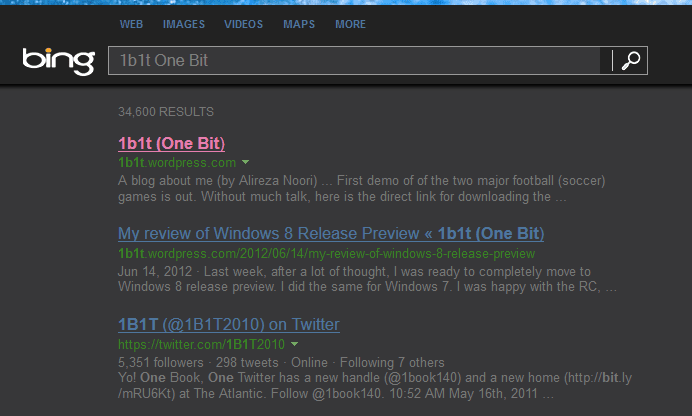 WEB IMAGES VIDEOS MAPS MORE
bing
1b1t One Bit
34,600 RESULTS
1b1t (One Bit)
1b1t.wordpress.com
A blog about me (by Alireza Noori) ... First demo of of the two major football (soccer)
games is out. Without much talk, here is the direct link for downloading the ...
My review of Windows 8 Release Preview « 1b1t (One Bit)
1b1t.wordpress.com/2012/06/14/my-review-of-windows-8-release-preview
Jun 14, 2012 · Last week, after a lot of thought, I was ready to completely move to
Windows 8 release preview. I did the same for Windows 7. I was happy with the RC, ...
1B1T (@1B1T2010) on Twitter
https://twitter.com/1B1T2010
5,351 followers · 298 tweets · Online · Following 7 others
Yo! One Book, One Twitter has a new handle (@1book140) and a new home (http://bit.ly
/mRU6Kt) at The Atlantic. Follow @1book140. 10:52 AM May 16th, 2011 ...